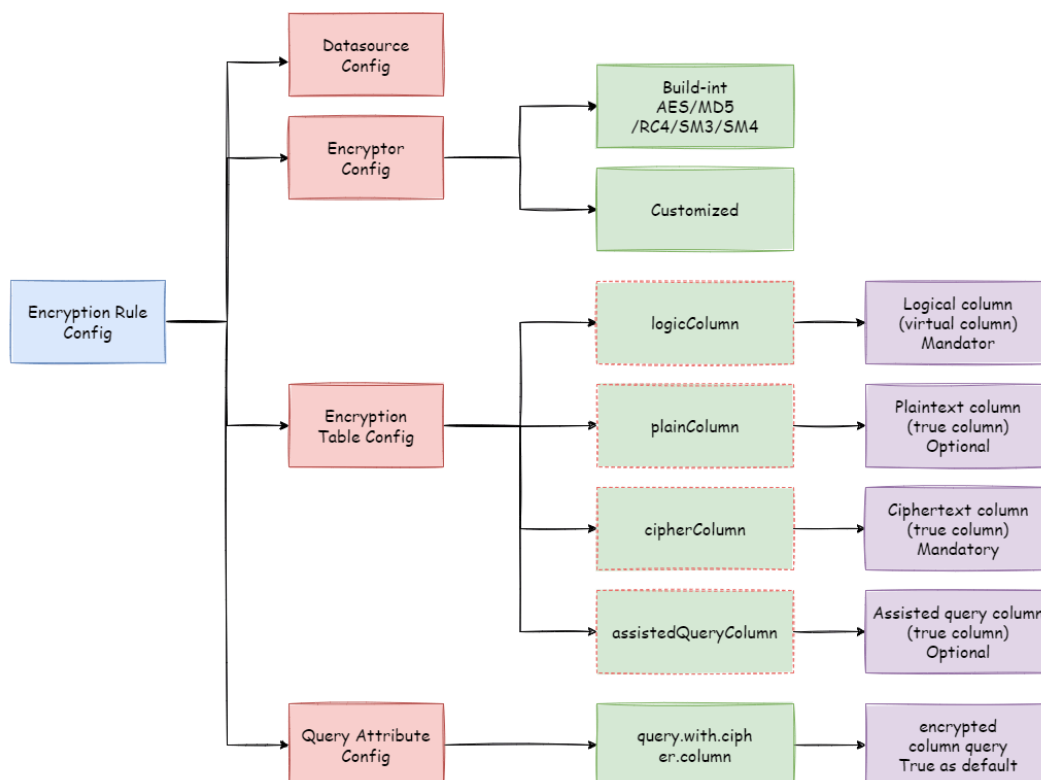 Datasource
Config
Build-int
AES/MD5
/RC4/SM3/SM4
Encryptor
Config
Customized
Encryption Rule
Config
logicColumn
Logical column
(virtual column)
Mandator
Encryption
Table Config
plainColumn
Plaintext column
(true column)
Optional
cipherColumn
Ciphertext column
(true column)
Mandatory
assistedQueryColumn
Assisted query column
(true column)
Optional
Query Attribute
Config
query.with.ciph
er.column
encrypted
column query
True as default